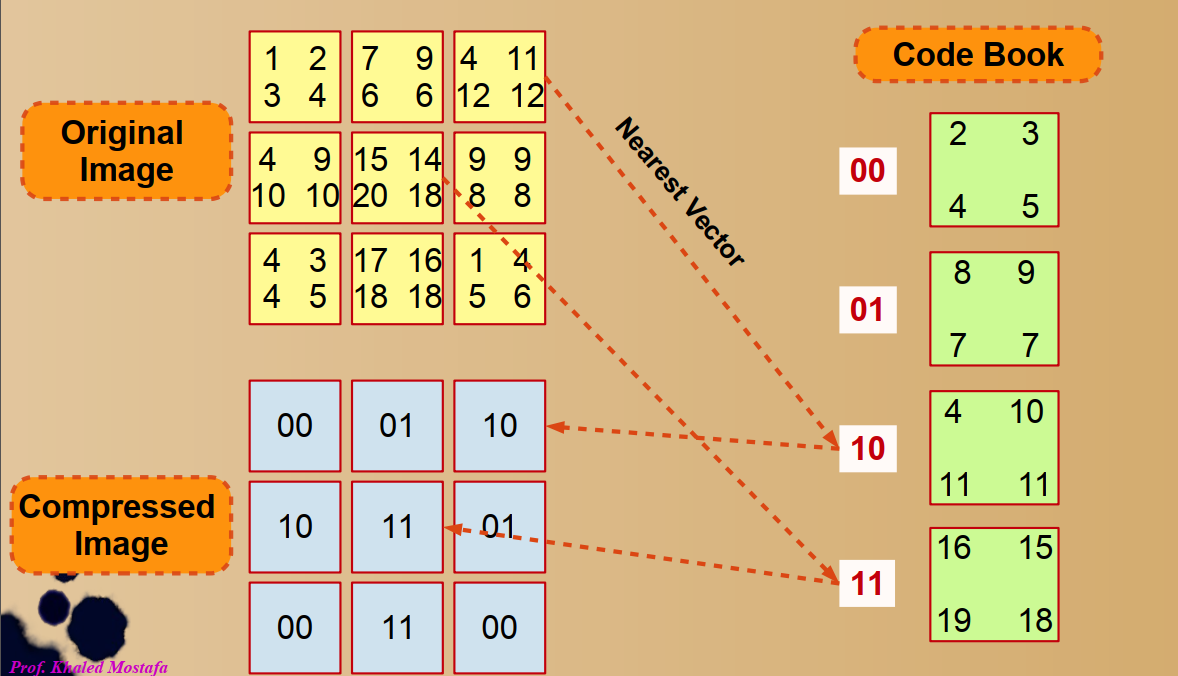 Original
Image
1 2 7 9 4 11
3 4 6 6 12 12
4 9 15 14 9 9
10 10 20 18 8 8
4 3 17 16 1 4
4 5 18 18 5 6
Nearest Vector
Code Book
00
2 3
4 5
01
8 9
7 7
10
4 10
11 11
11
16 15
19 18
Compressed
Image
00 01 10
10 11 01
00 11 00
Prof. Khaled Mostafa